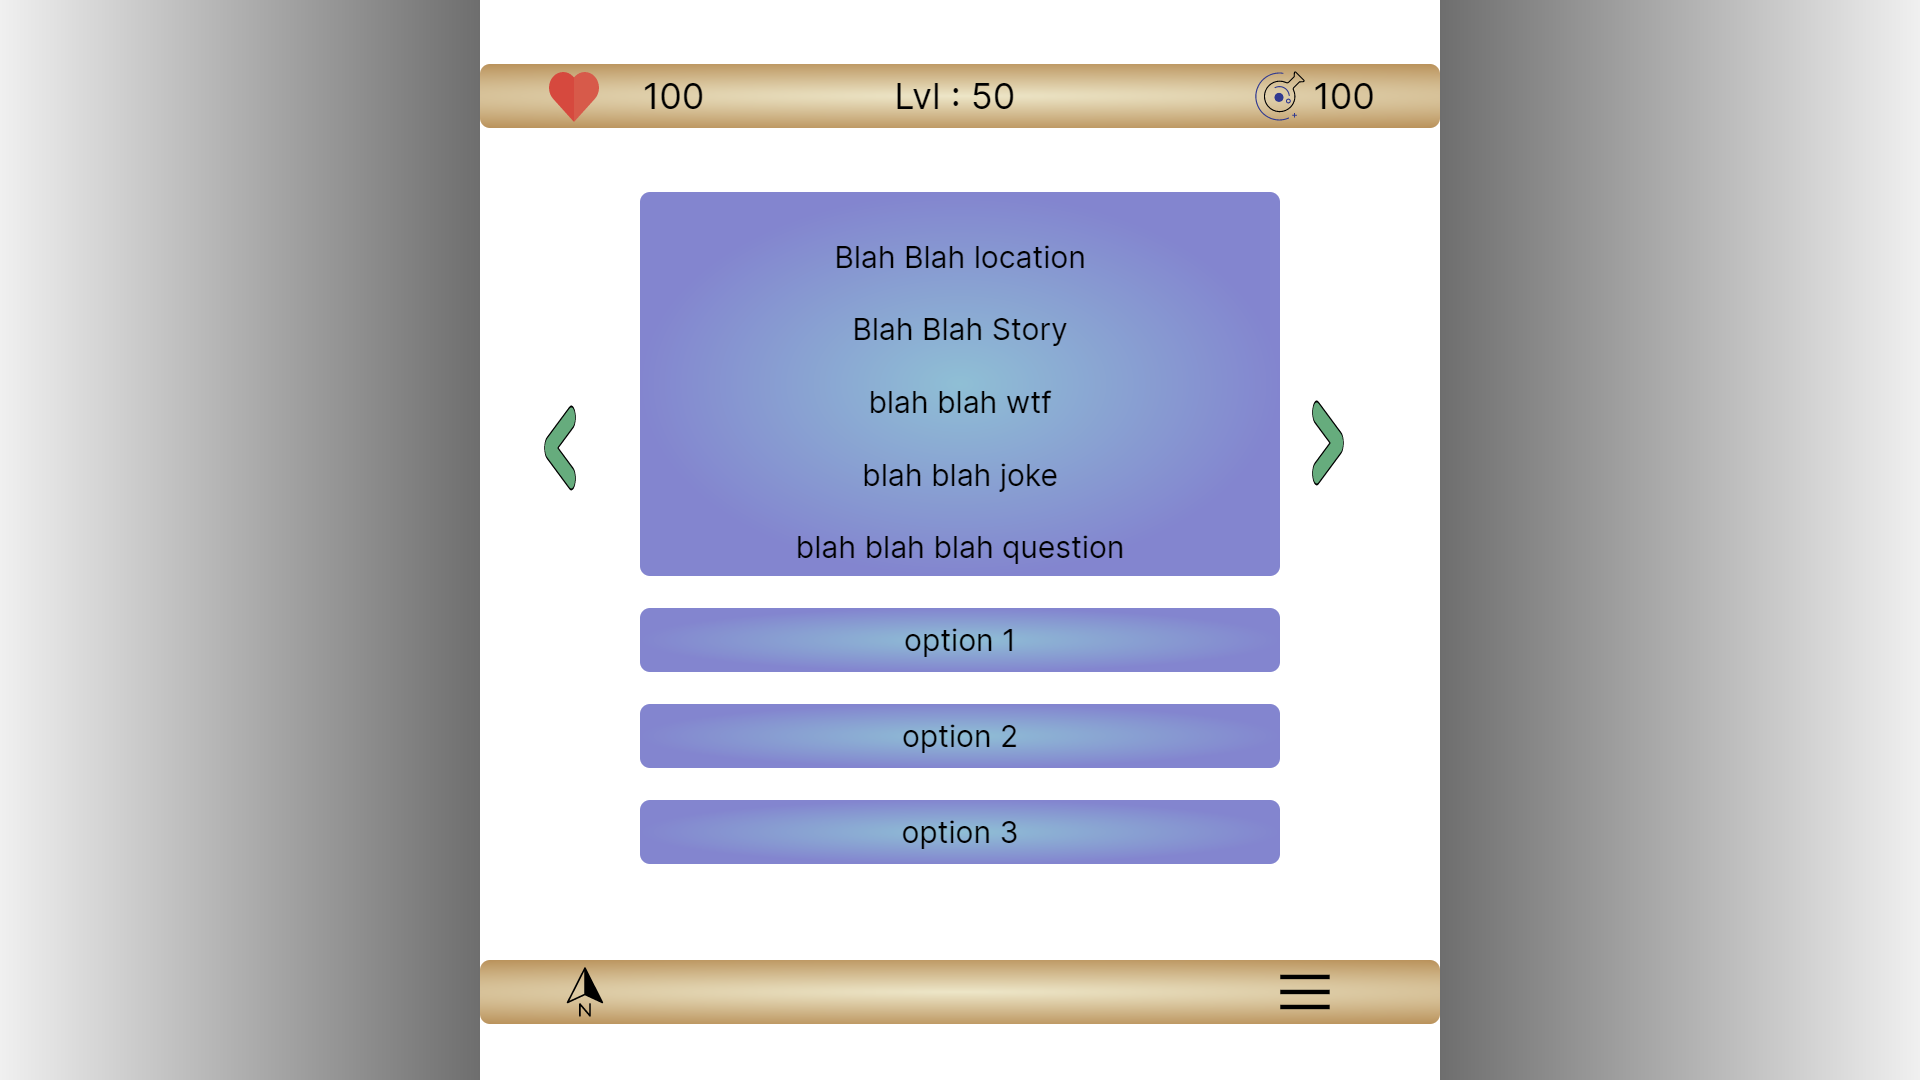 100 Lvl : 50 100
Blah Blah location
Blah Blah Story
blah blah wtf
blah blah joke
blah blah blah question
option 1
option 2
option 3
N